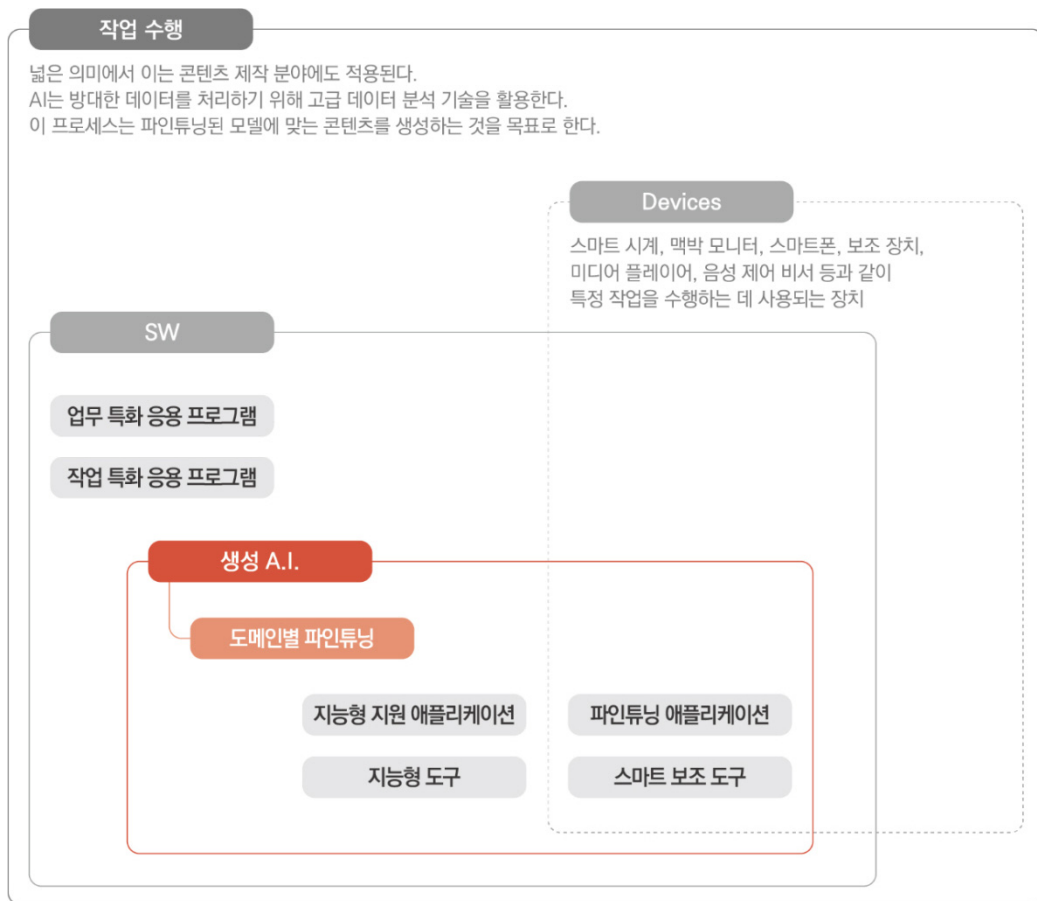 작업 수행
넓은 의미에서 이는 콘텐츠 제작 분야에도 적용된다.
AI는 방대한 데이터를 처리하기 위해 고급 데이터 분석 기술을 활용한다.
이 프로세스는 파인튜닝된 모델에 맞는 콘텐츠를 생성하는 것을 목표로 한다.
Devices
스마트 시계, 맥박 모니터, 스마트폰, 보조 장치,
미디어 플레이어, 음성 제어 비서 등과 같이
특정 작업을 수행하는 데 사용되는 장치
SW
업무 특화 응용 프로그램
작업 특화 응용 프로그램
생성 A.I.
도메인별 파인튜닝
지능형 지원 애플리케이션
파인튜닝 애플리케이션
지능형 도구
스마트 보조 도구